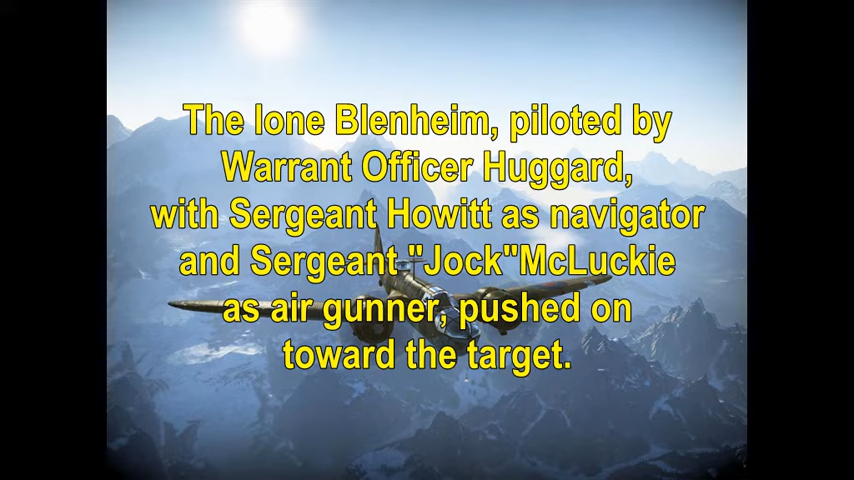 The lone Blenheim, piloted by
Warrant Officer Huggard,
with Sergeant Howitt as navigator
and Sergeant "Jock"McLuckie
as air gunner, pushed on
toward the target.